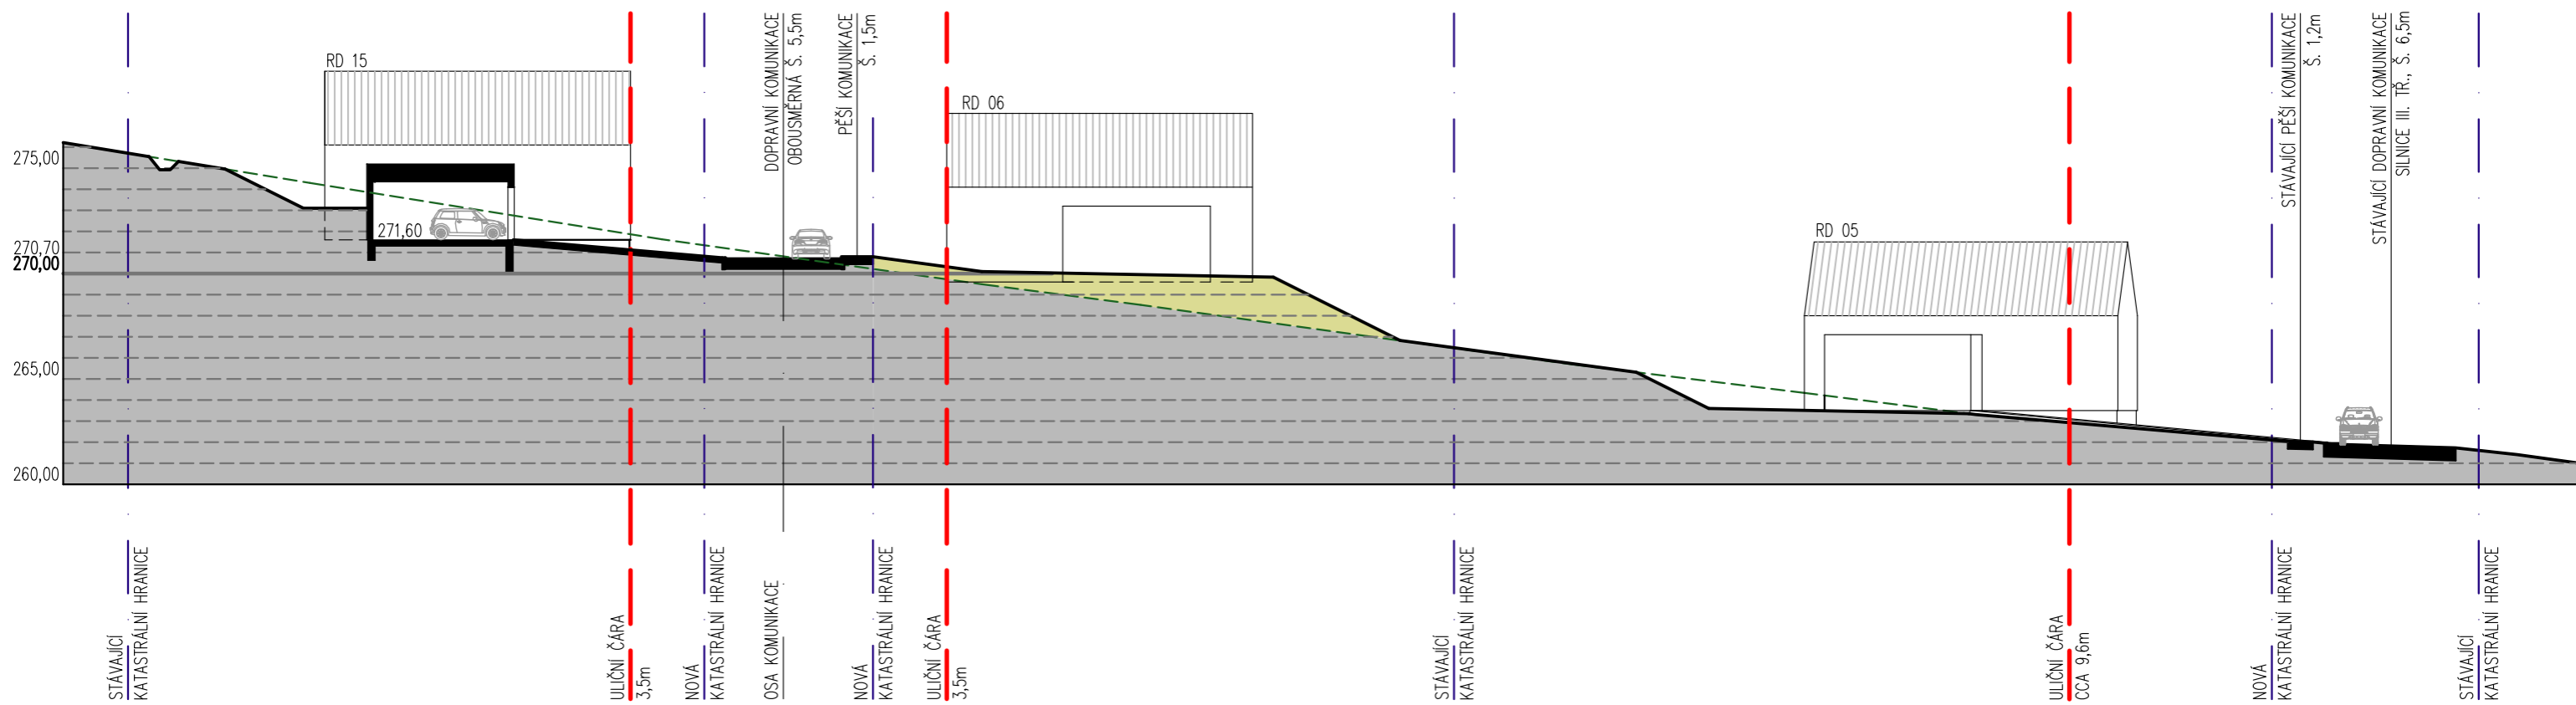 RD 15
DOPRAVNÍ KOMUNIKACE
OBOUSMĚRNÁ Š. 5,5m
PĚŠÍ KOMUNIKACE
Š. 1,5m
RD 06
RD 05
STÁVAJÍCÍ PĚŠÍ KOMUNIKACE
Š. 1,2m
STÁVAJÍCÍ DOPRAVNÍ KOMUNIKACE
SILNICE III. TŘ., Š. 6,5m
275,00
271,60
270,70
270,00
265,00
260,00
STÁVAJÍCÍ
KATASTRÁLNÍ HRANICE
ULIČNÍ ČÁRA
3,5m
NOVÁ
KATASTRÁLNÍ HRANICE
OSA KOMUNIKACE
NOVÁ
KATASTRÁLNÍ HRANICE
ULIČNÍ ČÁRA
3,5m
STÁVAJÍCÍ
KATASTRÁLNÍ HRANICE
ULIČNÍ ČÁRA
CCA 9,6m
NOVÁ
KATASTRÁLNÍ HRANICE
STÁVAJÍCÍ
KATASTRÁLNÍ HRANICE